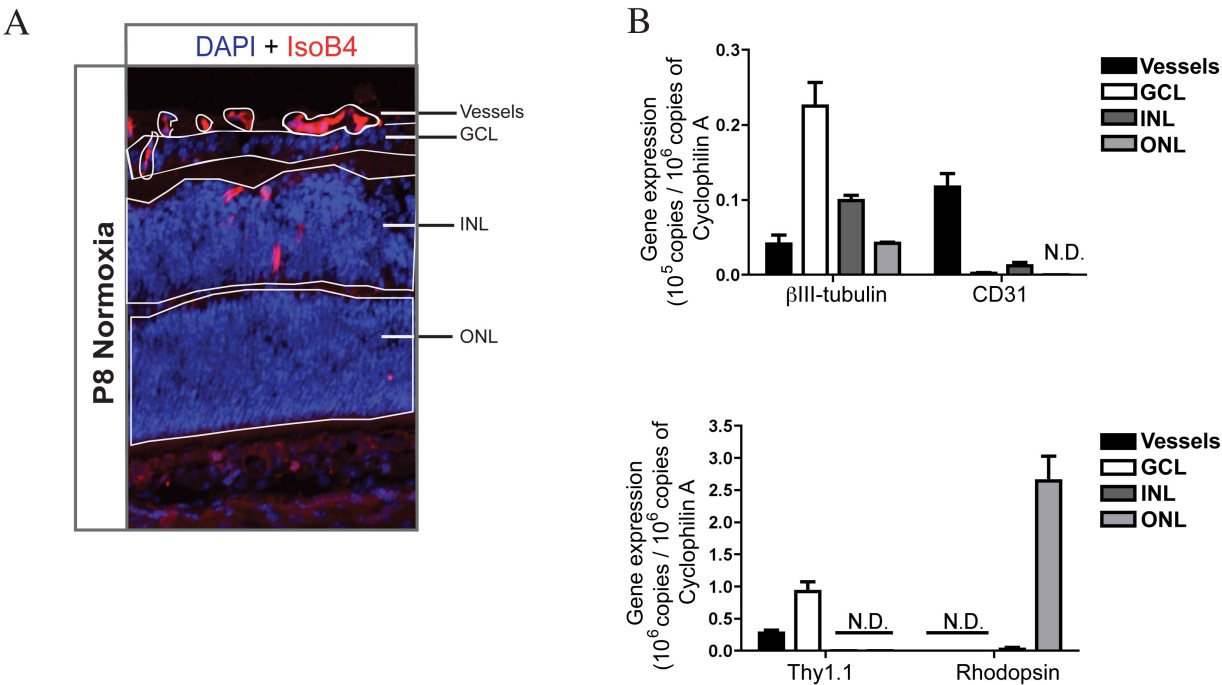 A
DAPI + IsoB4
P8 Normoxia
Vessels
GCL
INL
ONL
B
Gene expression
(10⁵ copies / 10⁶ copies of
Cyclophilin A
0.3
0.2
0.1
0.0
N.D.
βIII-tubulin
CD31
Vessels
GCL
INL
ONL
Gene expression
(10⁶ copies / 10⁶ copies of
Cyclophilin A
3.5
3.0
2.5
2.0
1.5
1.0
0.5
0.0
N.D.
N.D.
Thy1.1
Rhodopsin
Vessels
GCL
INL
ONL